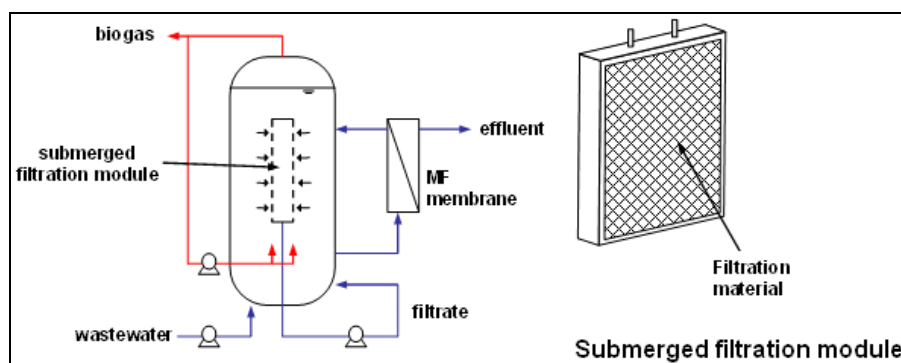 biogas
submerged
filtration module
effluent
MF
membrane
filtrate
wastewater
Filtration
material
Submerged filtration module